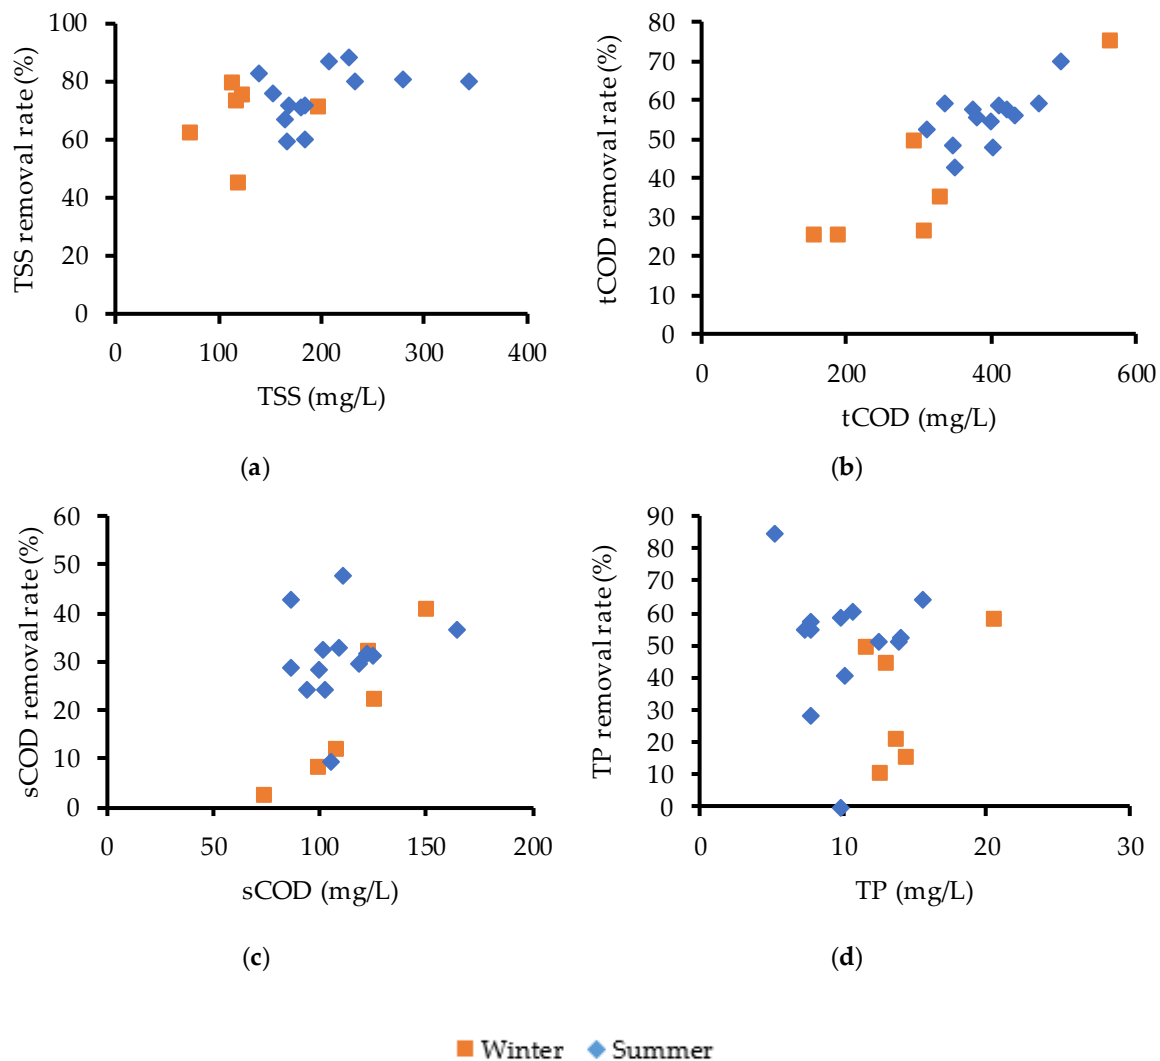 TSS removal rate (%)
100
80
60
40
20
0
0 100 200 300 400
TSS (mg/L)
(a)
tCOD removal rate (%)
80
70
60
50
40
30
20
10
0
0 200 400 600
tCOD (mg/L)
(b)
sCOD removal rate (%)
60
50
40
30
20
10
0
0 50 100 150 200
sCOD (mg/L)
(c)
TP removal rate (%)
90
80
70
60
50
40
30
20
10
0
0 10 20 30
TP (mg/L)
(d)
Winter Summer